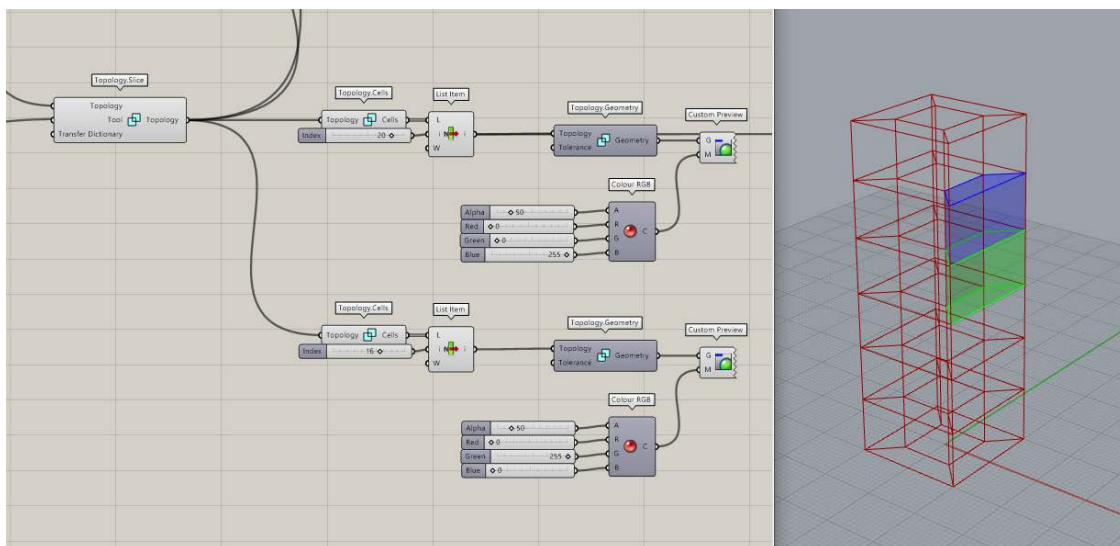 Topology.Slice
Topology
Tool Topology
Transfer Dictionary
Topology.Cells
Topology Cells
Index 20
List Item
L
i i
W
Topology.Geometry
Topology Geometry
Tolerance
Custom Preview
G
M
Colour RGB
Alpha 50
Red 0
Green 0
Blue 255
A
R
G
B
C
Topology.Cells
Topology Cells
Index 16
List Item
L
i i
W
Topology.Geometry
Topology Geometry
Tolerance
Custom Preview
G
M
Colour RGB
Alpha 50
Red 0
Green 255
Blue 0
A
R
G
B
C